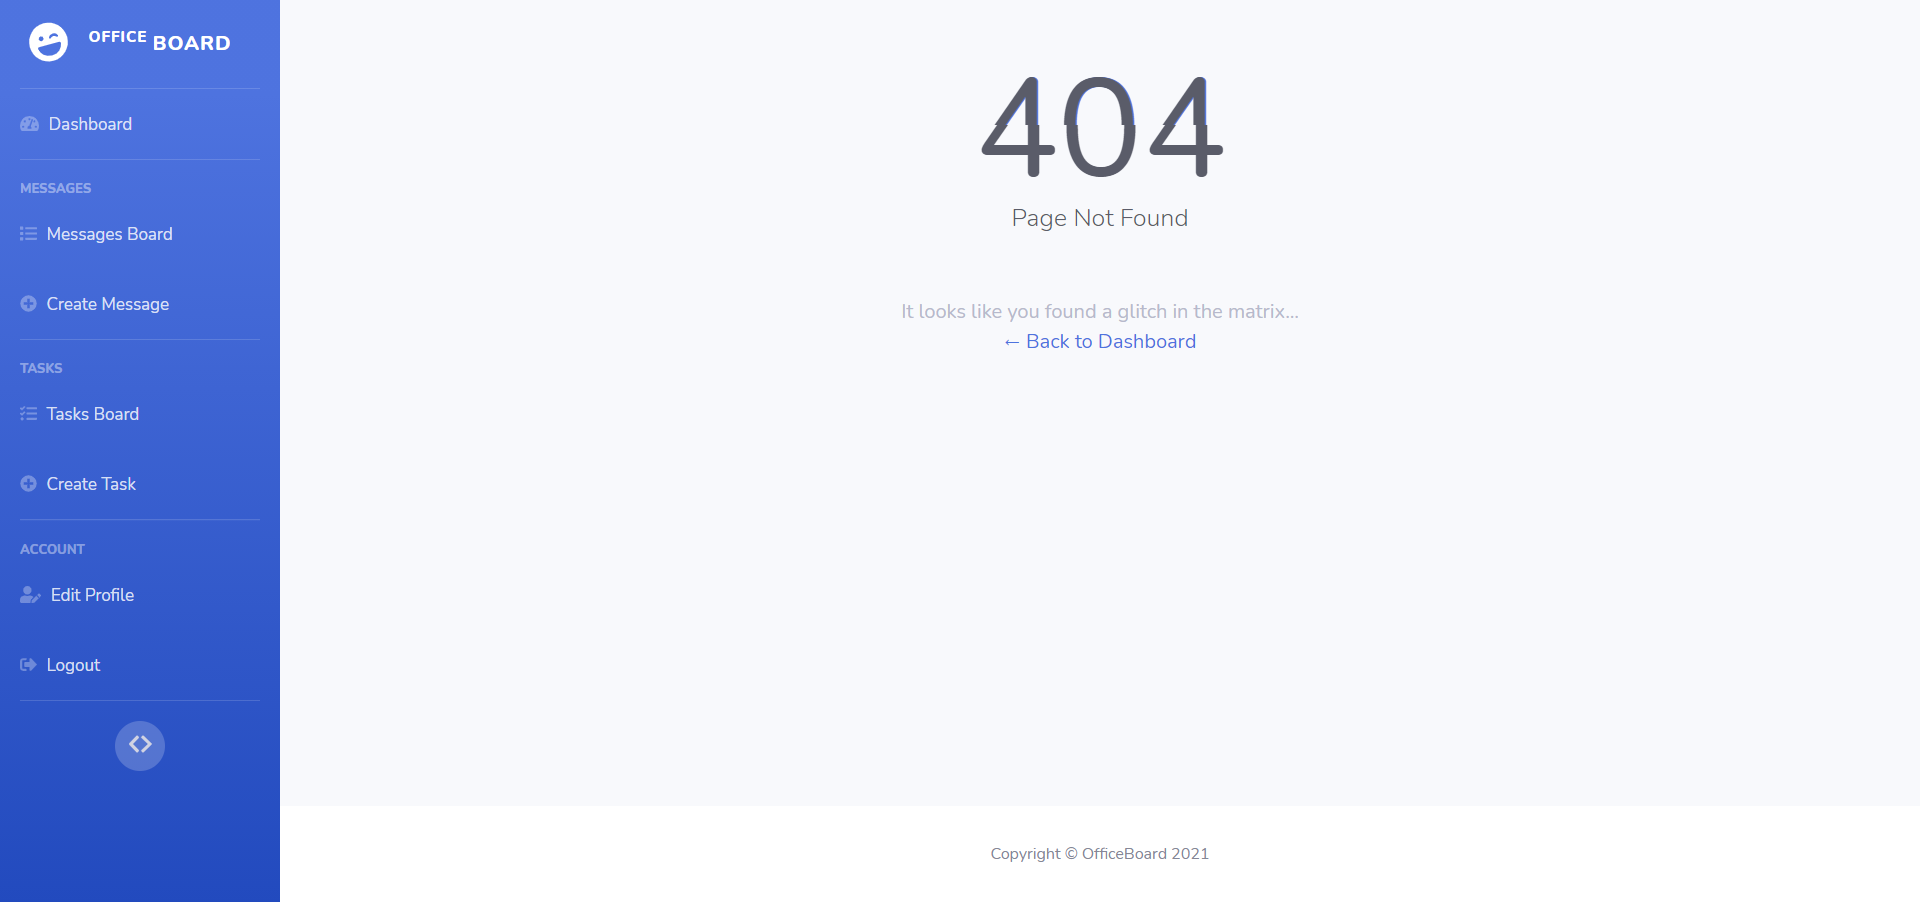 OFFICE BOARD
Dashboard
MESSAGES
Messages Board
Create Message
TASKS
Tasks Board
Create Task
ACCOUNT
Edit Profile
Logout
404
Page Not Found
It looks like you found a glitch in the matrix...
← Back to Dashboard
Copyright © OfficeBoard 2021